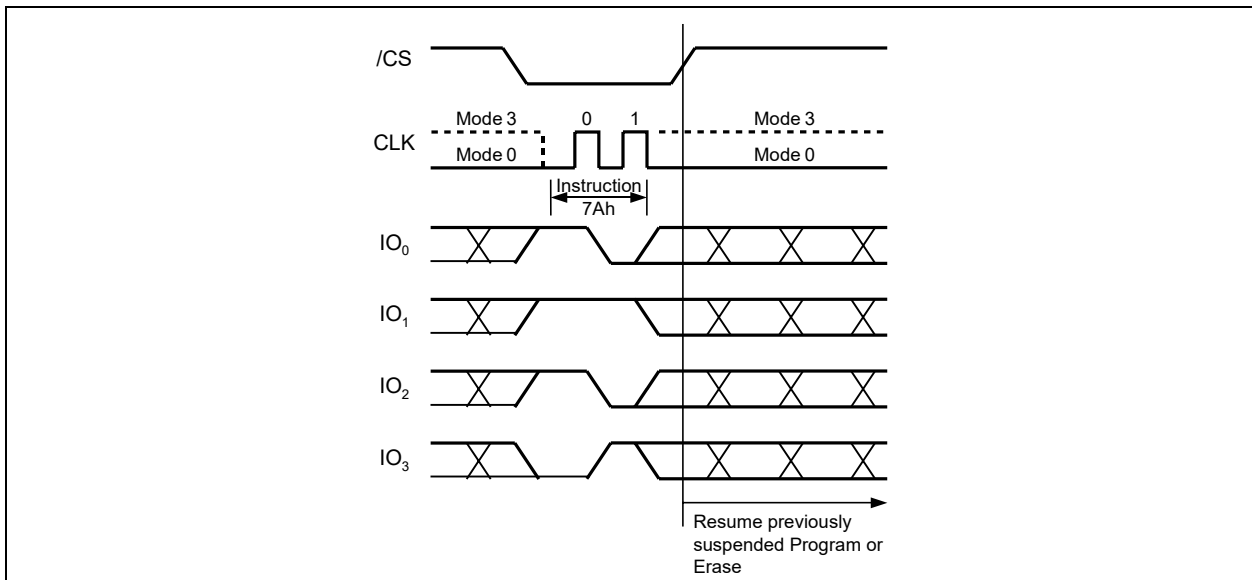 /CS
Mode 3 0 1 Mode 3
CLK
Mode 0 Mode 0
Instruction
7Ah
IO0
IO1
IO2
IO3
Resume previously
suspended Program or
Erase